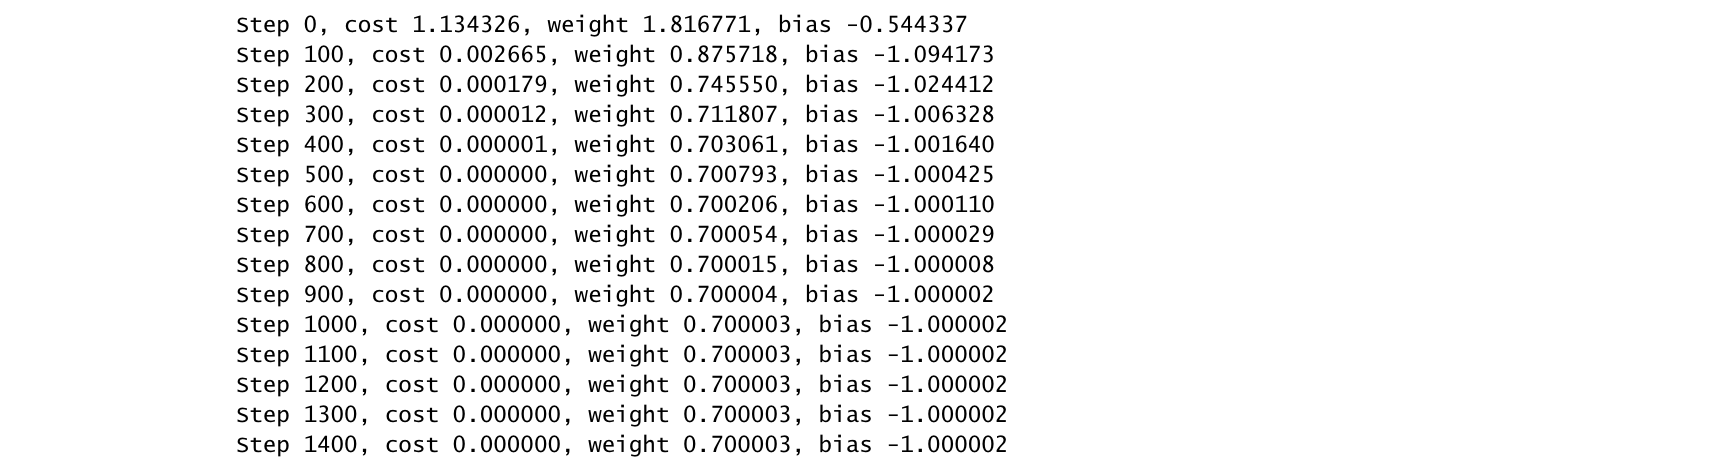 Step 0, cost 1.134326, weight 1.816771, bias -0.544337
Step 100, cost 0.002665, weight 0.875718, bias -1.094173
Step 200, cost 0.000179, weight 0.745550, bias -1.024412
Step 300, cost 0.000012, weight 0.711807, bias -1.006328
Step 400, cost 0.000001, weight 0.703061, bias -1.001640
Step 500, cost 0.000000, weight 0.700793, bias -1.000425
Step 600, cost 0.000000, weight 0.700206, bias -1.000110
Step 700, cost 0.000000, weight 0.700054, bias -1.000029
Step 800, cost 0.000000, weight 0.700015, bias -1.000008
Step 900, cost 0.000000, weight 0.700004, bias -1.000002
Step 1000, cost 0.000000, weight 0.700003, bias -1.000002
Step 1100, cost 0.000000, weight 0.700003, bias -1.000002
Step 1200, cost 0.000000, weight 0.700003, bias -1.000002
Step 1300, cost 0.000000, weight 0.700003, bias -1.000002
Step 1400, cost 0.000000, weight 0.700003, bias -1.000002